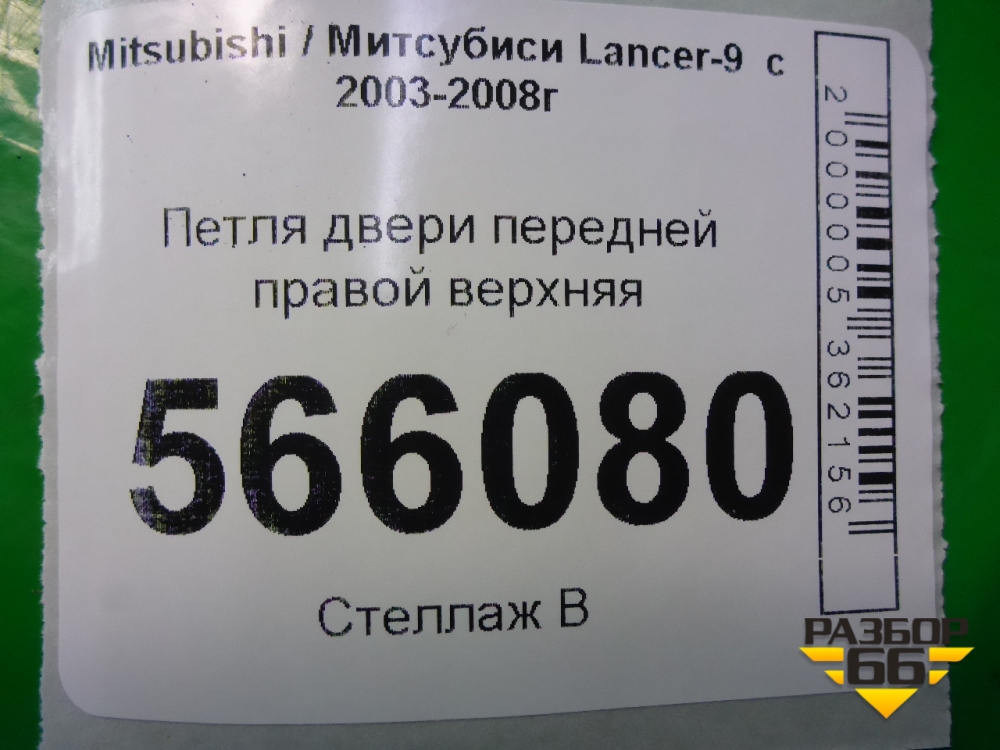 Mitsubishi / Митсубиси Lancer-9 с
2003-2008г
Петля двери передней
правой верхняя
566080
Стеллаж В
2000005362156
РАЗБОР
66